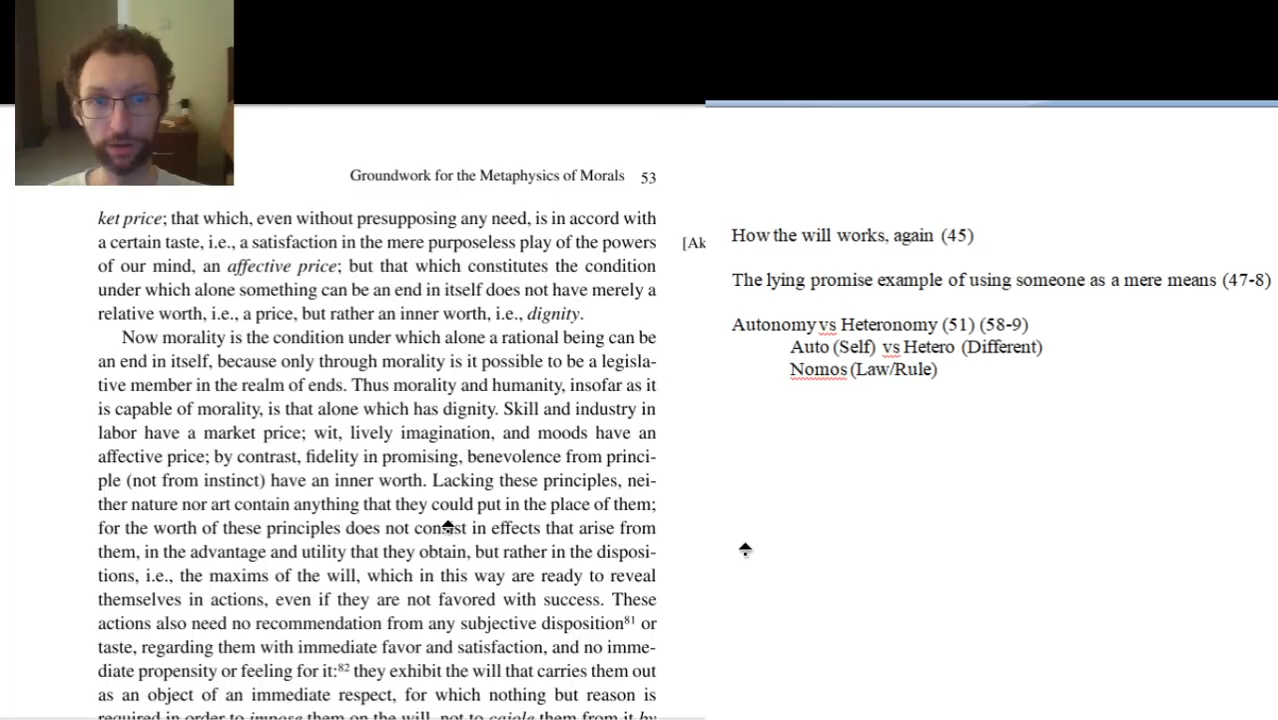 Groundwork for the Metaphysics of Morals 53
ket price; that which, even without presupposing any need, is in accord with
a certain taste, i.e., a satisfaction in the mere purposeless play of the powers
of our mind, an affective price; but that which constitutes the condition
under which alone something can be an end in itself does not have merely a
relative worth, i.e., a price, but rather an inner worth, i.e., dignity.
Now morality is the condition under which alone a rational being can be
an end in itself, because only through morality is it possible to be a legisla-
tive member in the realm of ends. Thus morality and humanity, insofar as it
is capable of morality, is that alone which has dignity. Skill and industry in
labor have a market price; wit, lively imagination, and moods have an
affective price; by contrast, fidelity in promising, benevolence from princi-
ple (not from instinct) have an inner worth. Lacking these principles, nei-
ther nature nor art contain anything that they could put in the place of them;
for the worth of these principles does not consist in effects that arise from
them, in the advantage and utility that they obtain, but rather in the disposi-
tions, i.e., the maxims of the will, which in this way are ready to reveal
themselves in actions, even if they are not favored with success. These
actions also need no recommendation from any subjective disposition⁸¹ or
taste, regarding them with immediate favor and satisfaction, and no imme-
diate propensity or feeling for it:⁸² they exhibit the will that carries them out
as an object of an immediate respect, for which nothing but reason is
required in order to impose them on the will, not to cajole them from it by
[Ak
How the will works, again (45)
The lying promise example of using someone as a mere means (47-8)
Autonomy vs Heteronomy (51) (58-9)
Auto (Self) vs Hetero (Different)
Nomos (Law/Rule)